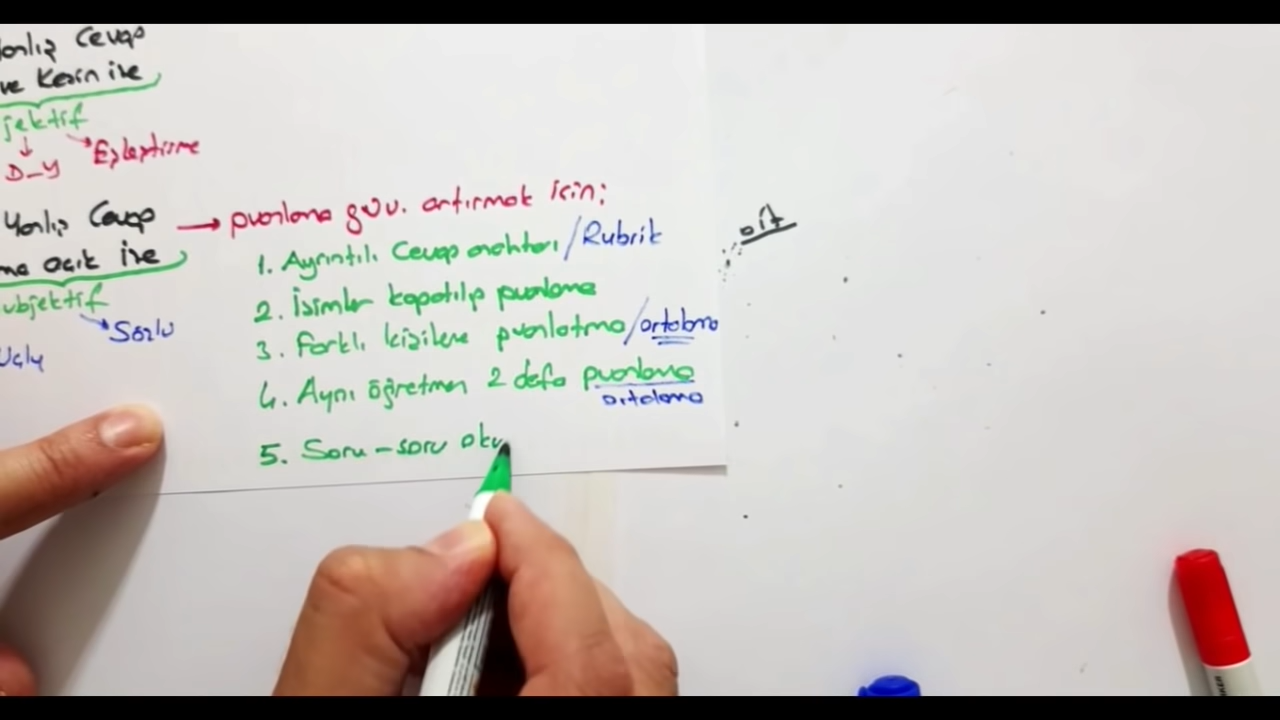 Yanlış Cevap
ve Kesin ise
jektif
D-Y Eşleştirme
Yanlış Cevap → puanlama güv. artırmak için:
ma açık ise
1. Ayrıntılı Cevap anahtarı / Rubrik
ubjektif
2. İsimler kapatılıp puanlama
Sözlü
3. Farklı kişilere puanlatma / ortalama
4. Aynı öğretmen 2 defa puanlama
ortalama
5. Soru-soru oku